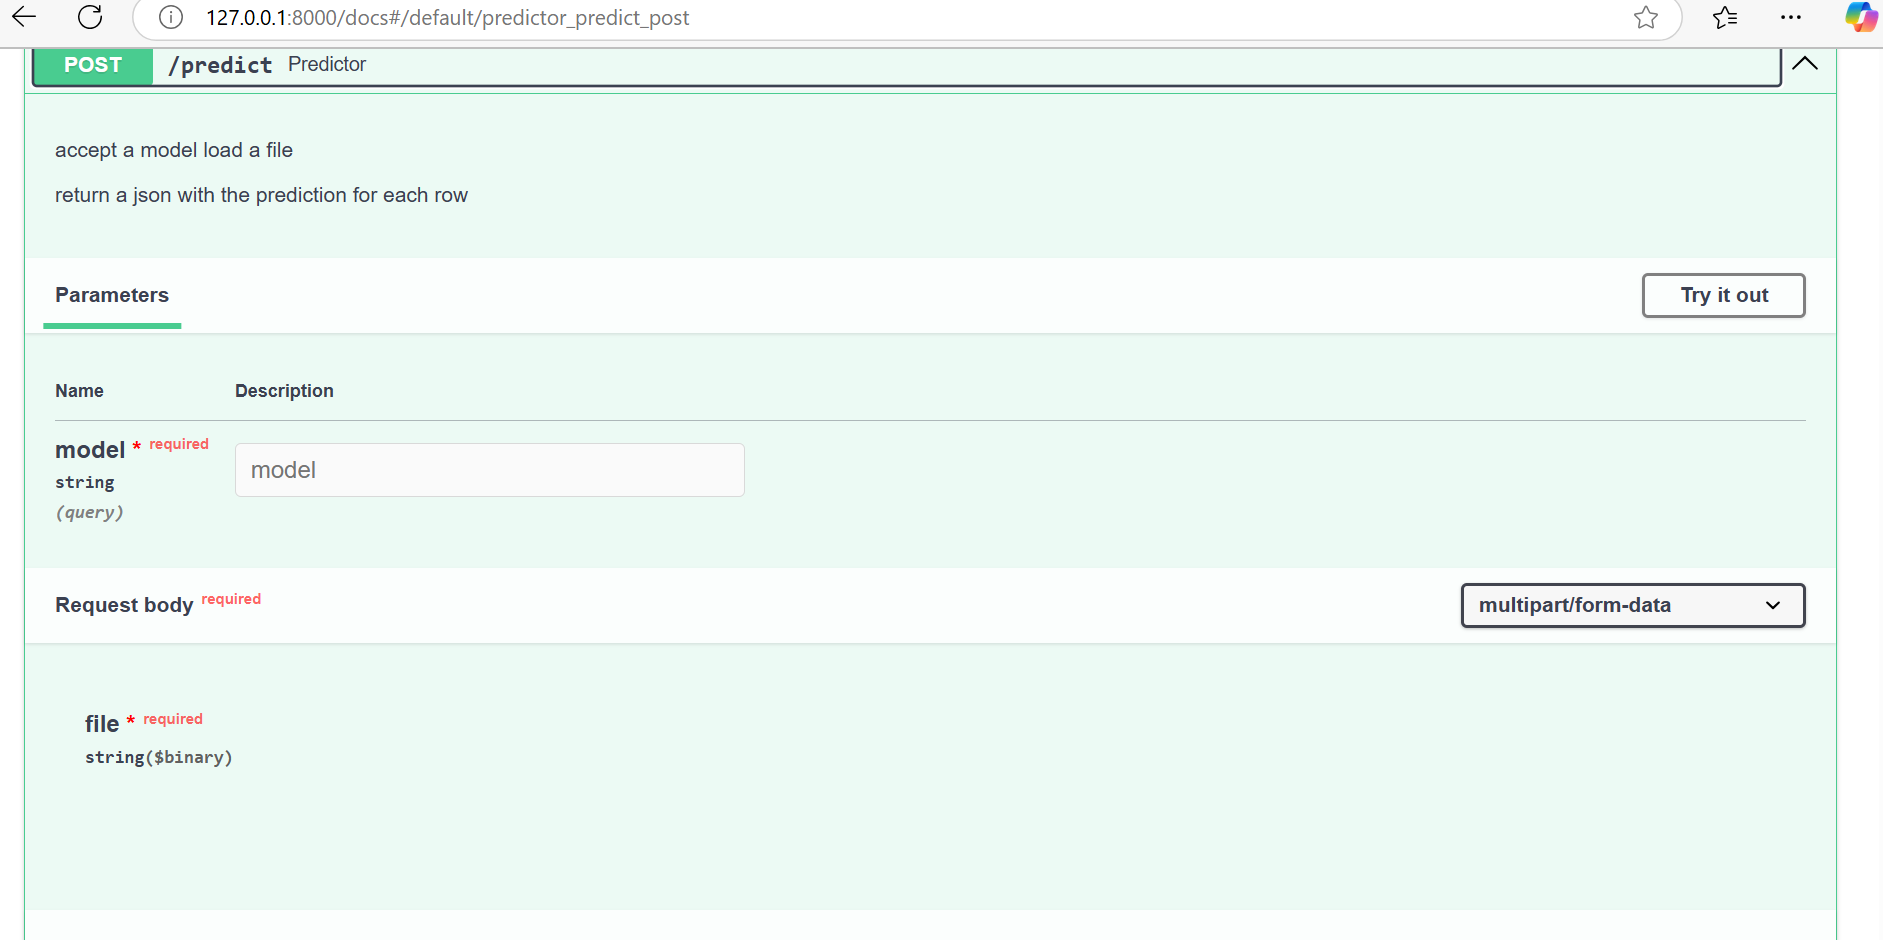 127.0.0.1:8000/docs#/default/predictor_predict_post
POST /predict Predictor
accept a model load a file
return a json with the prediction for each row
Parameters
Try it out
Name Description
model * required
model
string
(query)
Request body required
multipart/form-data
file * required
string($binary)